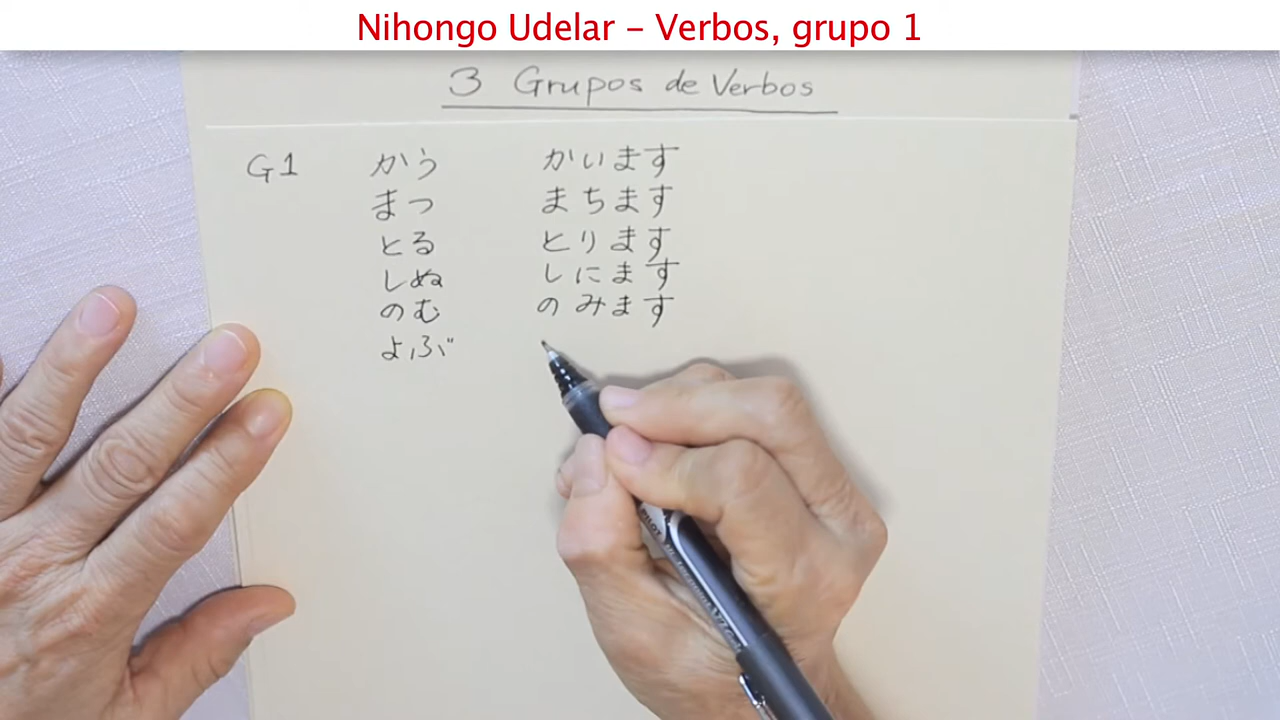 Nihongo Udelar – Verbos, grupo 1
3 Grupos de Verbos
G1 かう かいます
まつ まちます
とる とります
しぬ しにます
のむ のみます
よぶ
PILOT